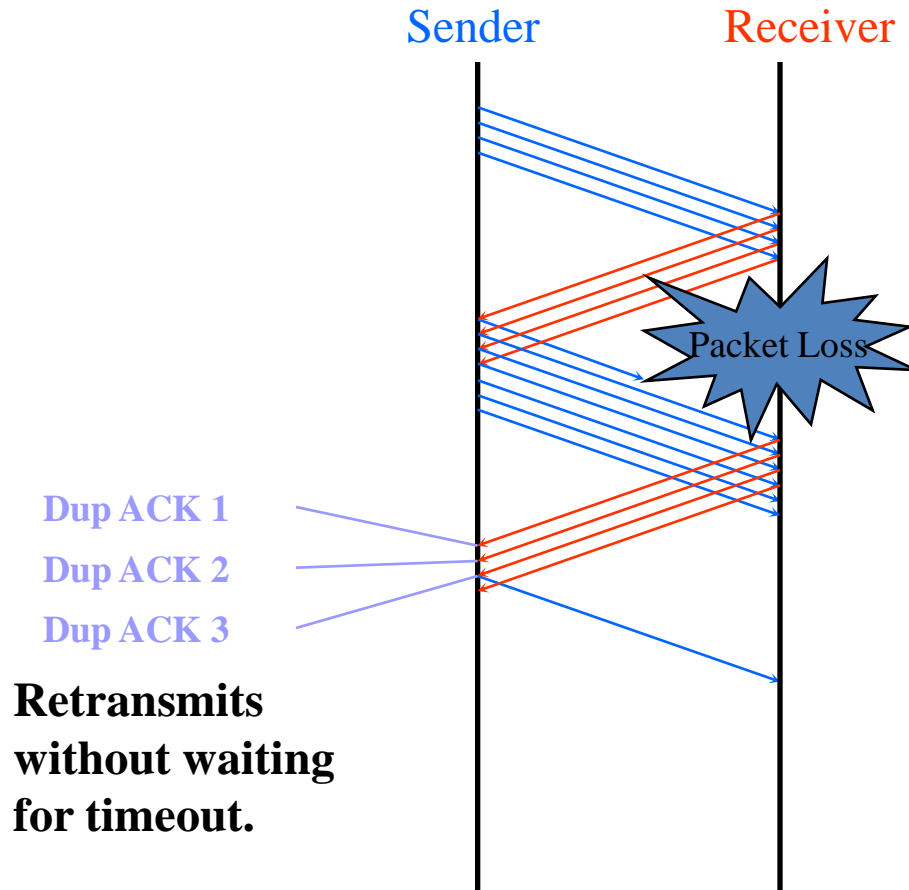 Sender
Receiver
Packet Loss
Dup ACK 1
Dup ACK 2
Dup ACK 3
Retransmits
without waiting
for timeout.